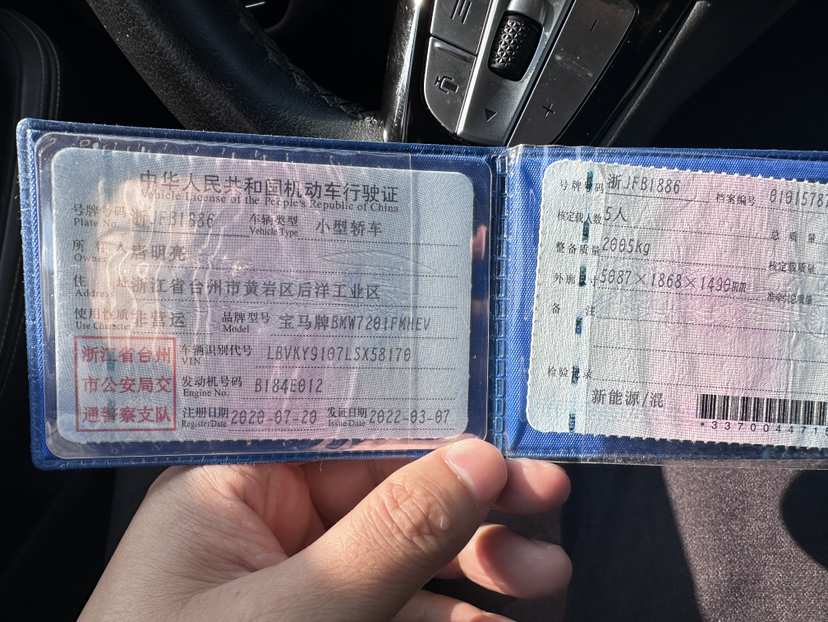 中华人民共和国机动车行驶证
Vehicle License of the People's Republic of China
号牌号码 浙JFB1886 车辆类型 小型轿车
Plate No. Vehicle Type
所有人 唐明亮
Owner
住址 浙江省台州市黄岩区后洋工业区
Address
使用性质 非营运 品牌型号 宝马牌BMW7201FMHEV
Use Character Model
浙江省台州
市公安局交
通警察支队
车辆识别代号 LBVKY9107LSX58170
VIN
发动机号码 B184E012
Engine No.
注册日期 2020-07-20 发证日期 2022-03-07
Register Date Issue Date
号牌号码 浙JFB1886 档案编号
核定载人数 5人 总质量
整备质量 2005kg 核定载质量
外廓尺寸 5087×1868×1490mm 准牵引总质量
备注
检验记录
新能源/混
*33700447